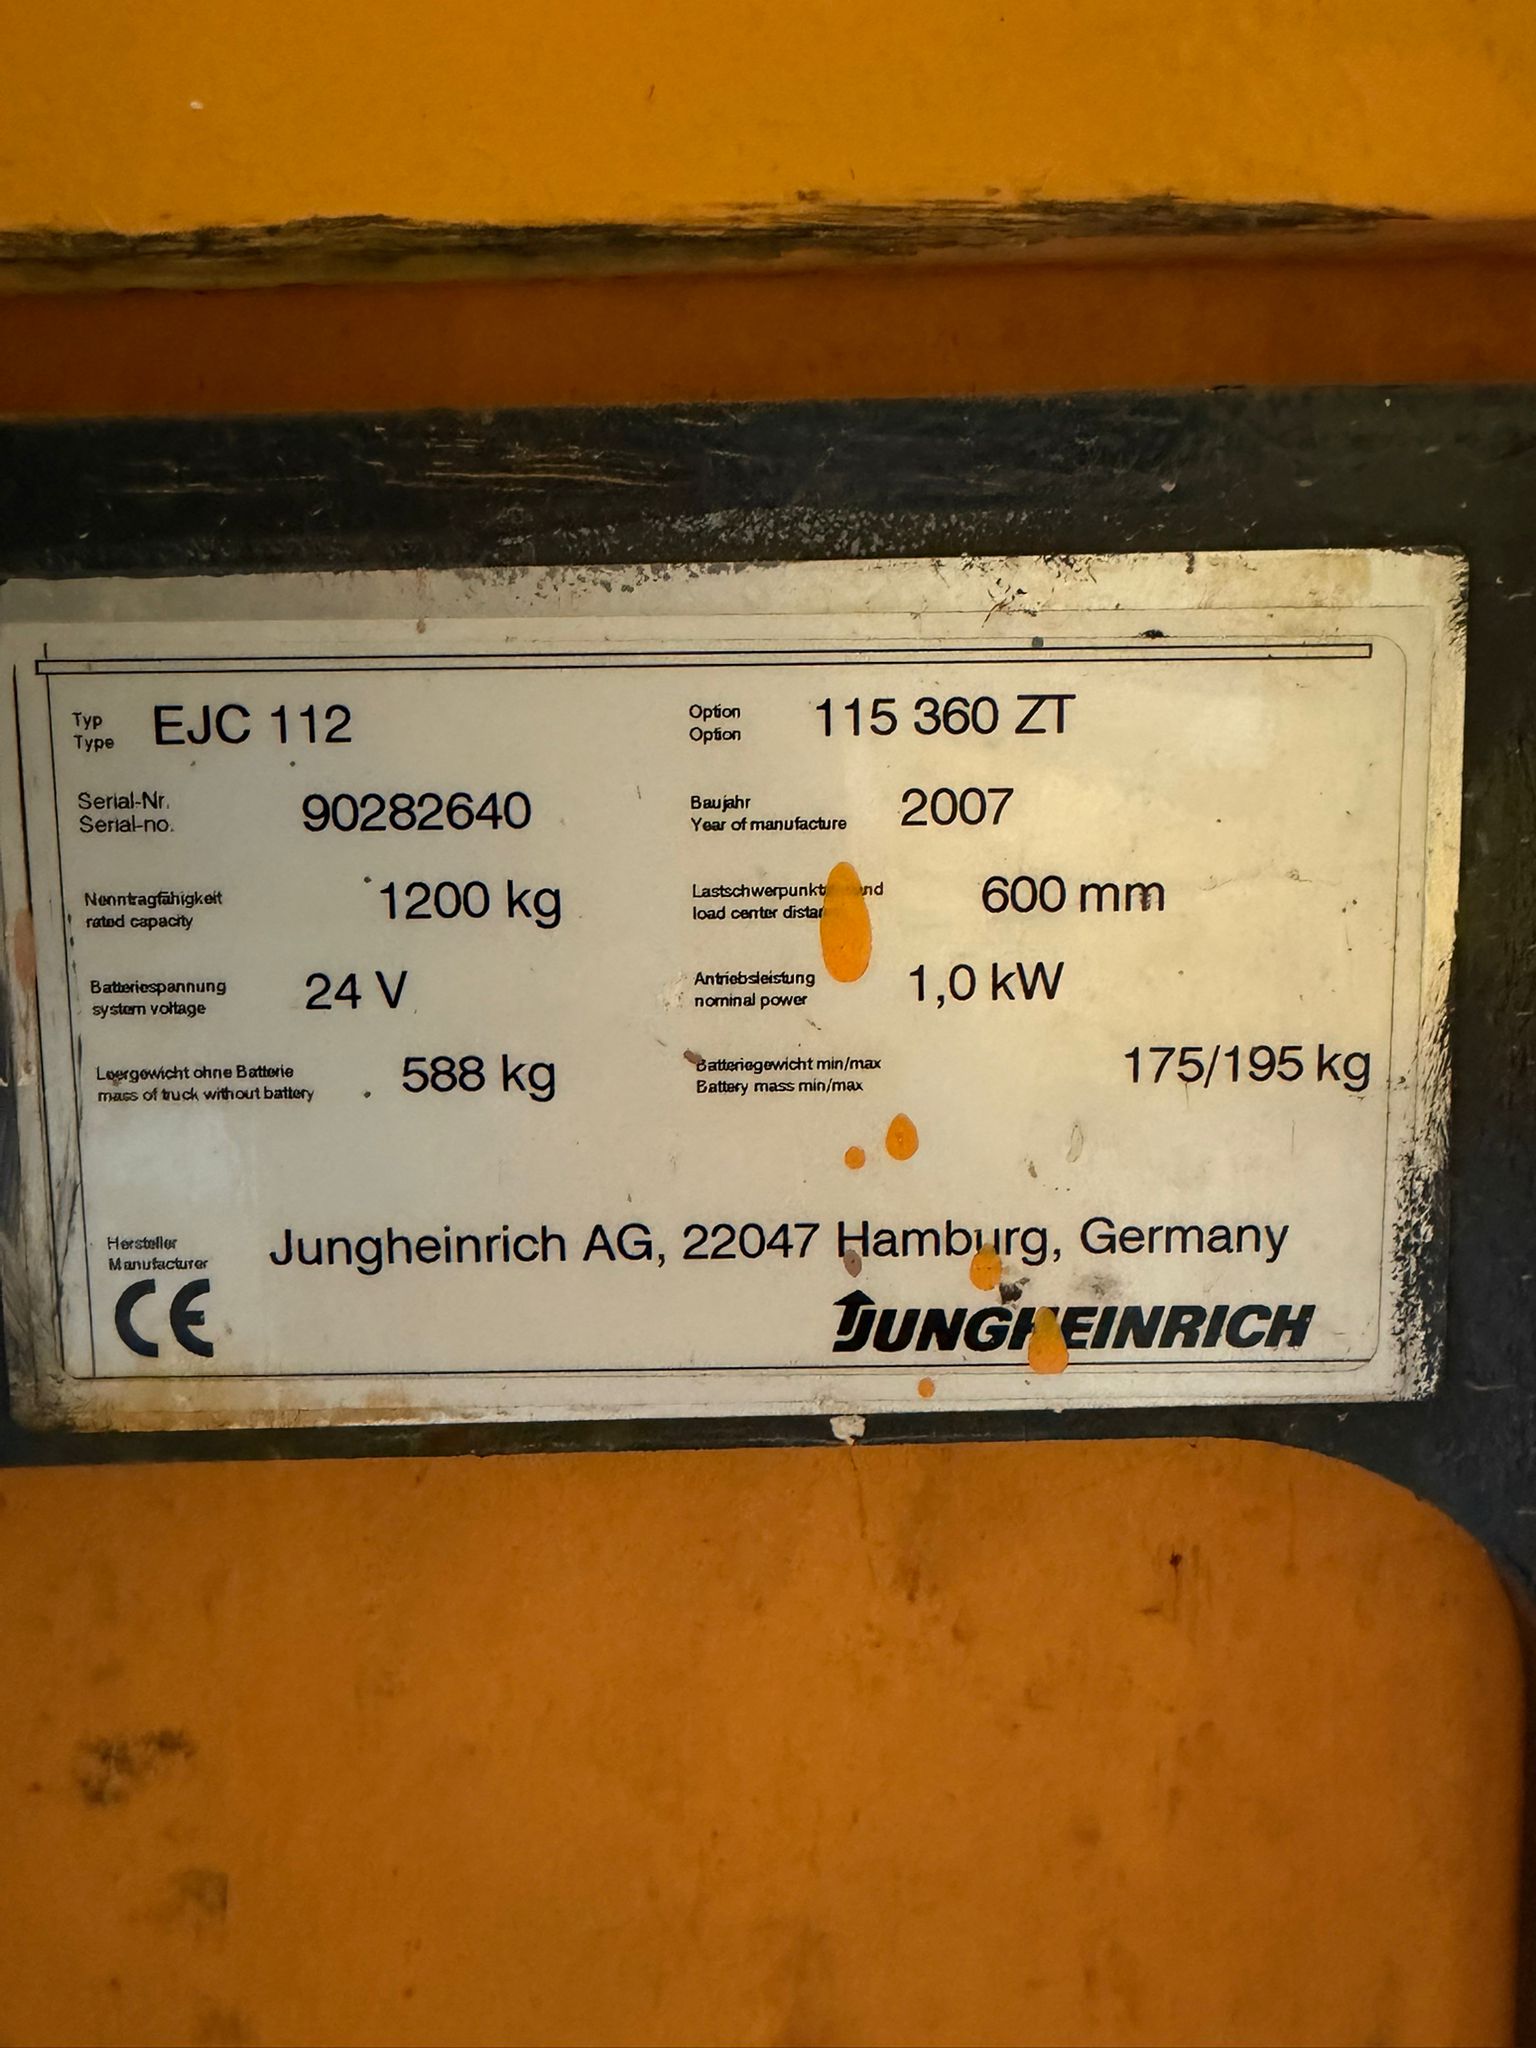 Typ EJC 112 Option 115 360 ZT
Type Option
Serial-Nr. 90282640 Baujahr 2007
Serial-no. Year of manufacture
Nenntragfähigkeit 1200 kg 600 mm
rated capacity load center
Batteriespannung 24 V Antriebsleistung 1,0 kW
system voltage nominal power
Leergewicht ohne Batterie 588 kg Batteriegewicht min/max 175/195 kg
mass of truck without battery Battery mass min/max
Hersteller Jungheinrich AG, 22047 Hamburg, Germany
Manufacturer
CE JUNGHEINRICH